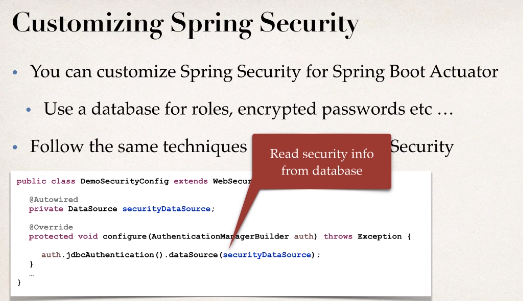 Customizing Spring Security
• You can customize Spring Security for Spring Boot Actuator
• Use a database for roles, encrypted passwords etc …
• Follow the same techniques
Security
Read security info
from database
public class DemoSecurityConfig extends WebSecur
@Autowired
private DataSource securityDataSource;
@Override
protected void configure(AuthenticationManagerBuilder auth) throws Exception {
auth.jdbcAuthentication().dataSource(securityDataSource);
}
…
}